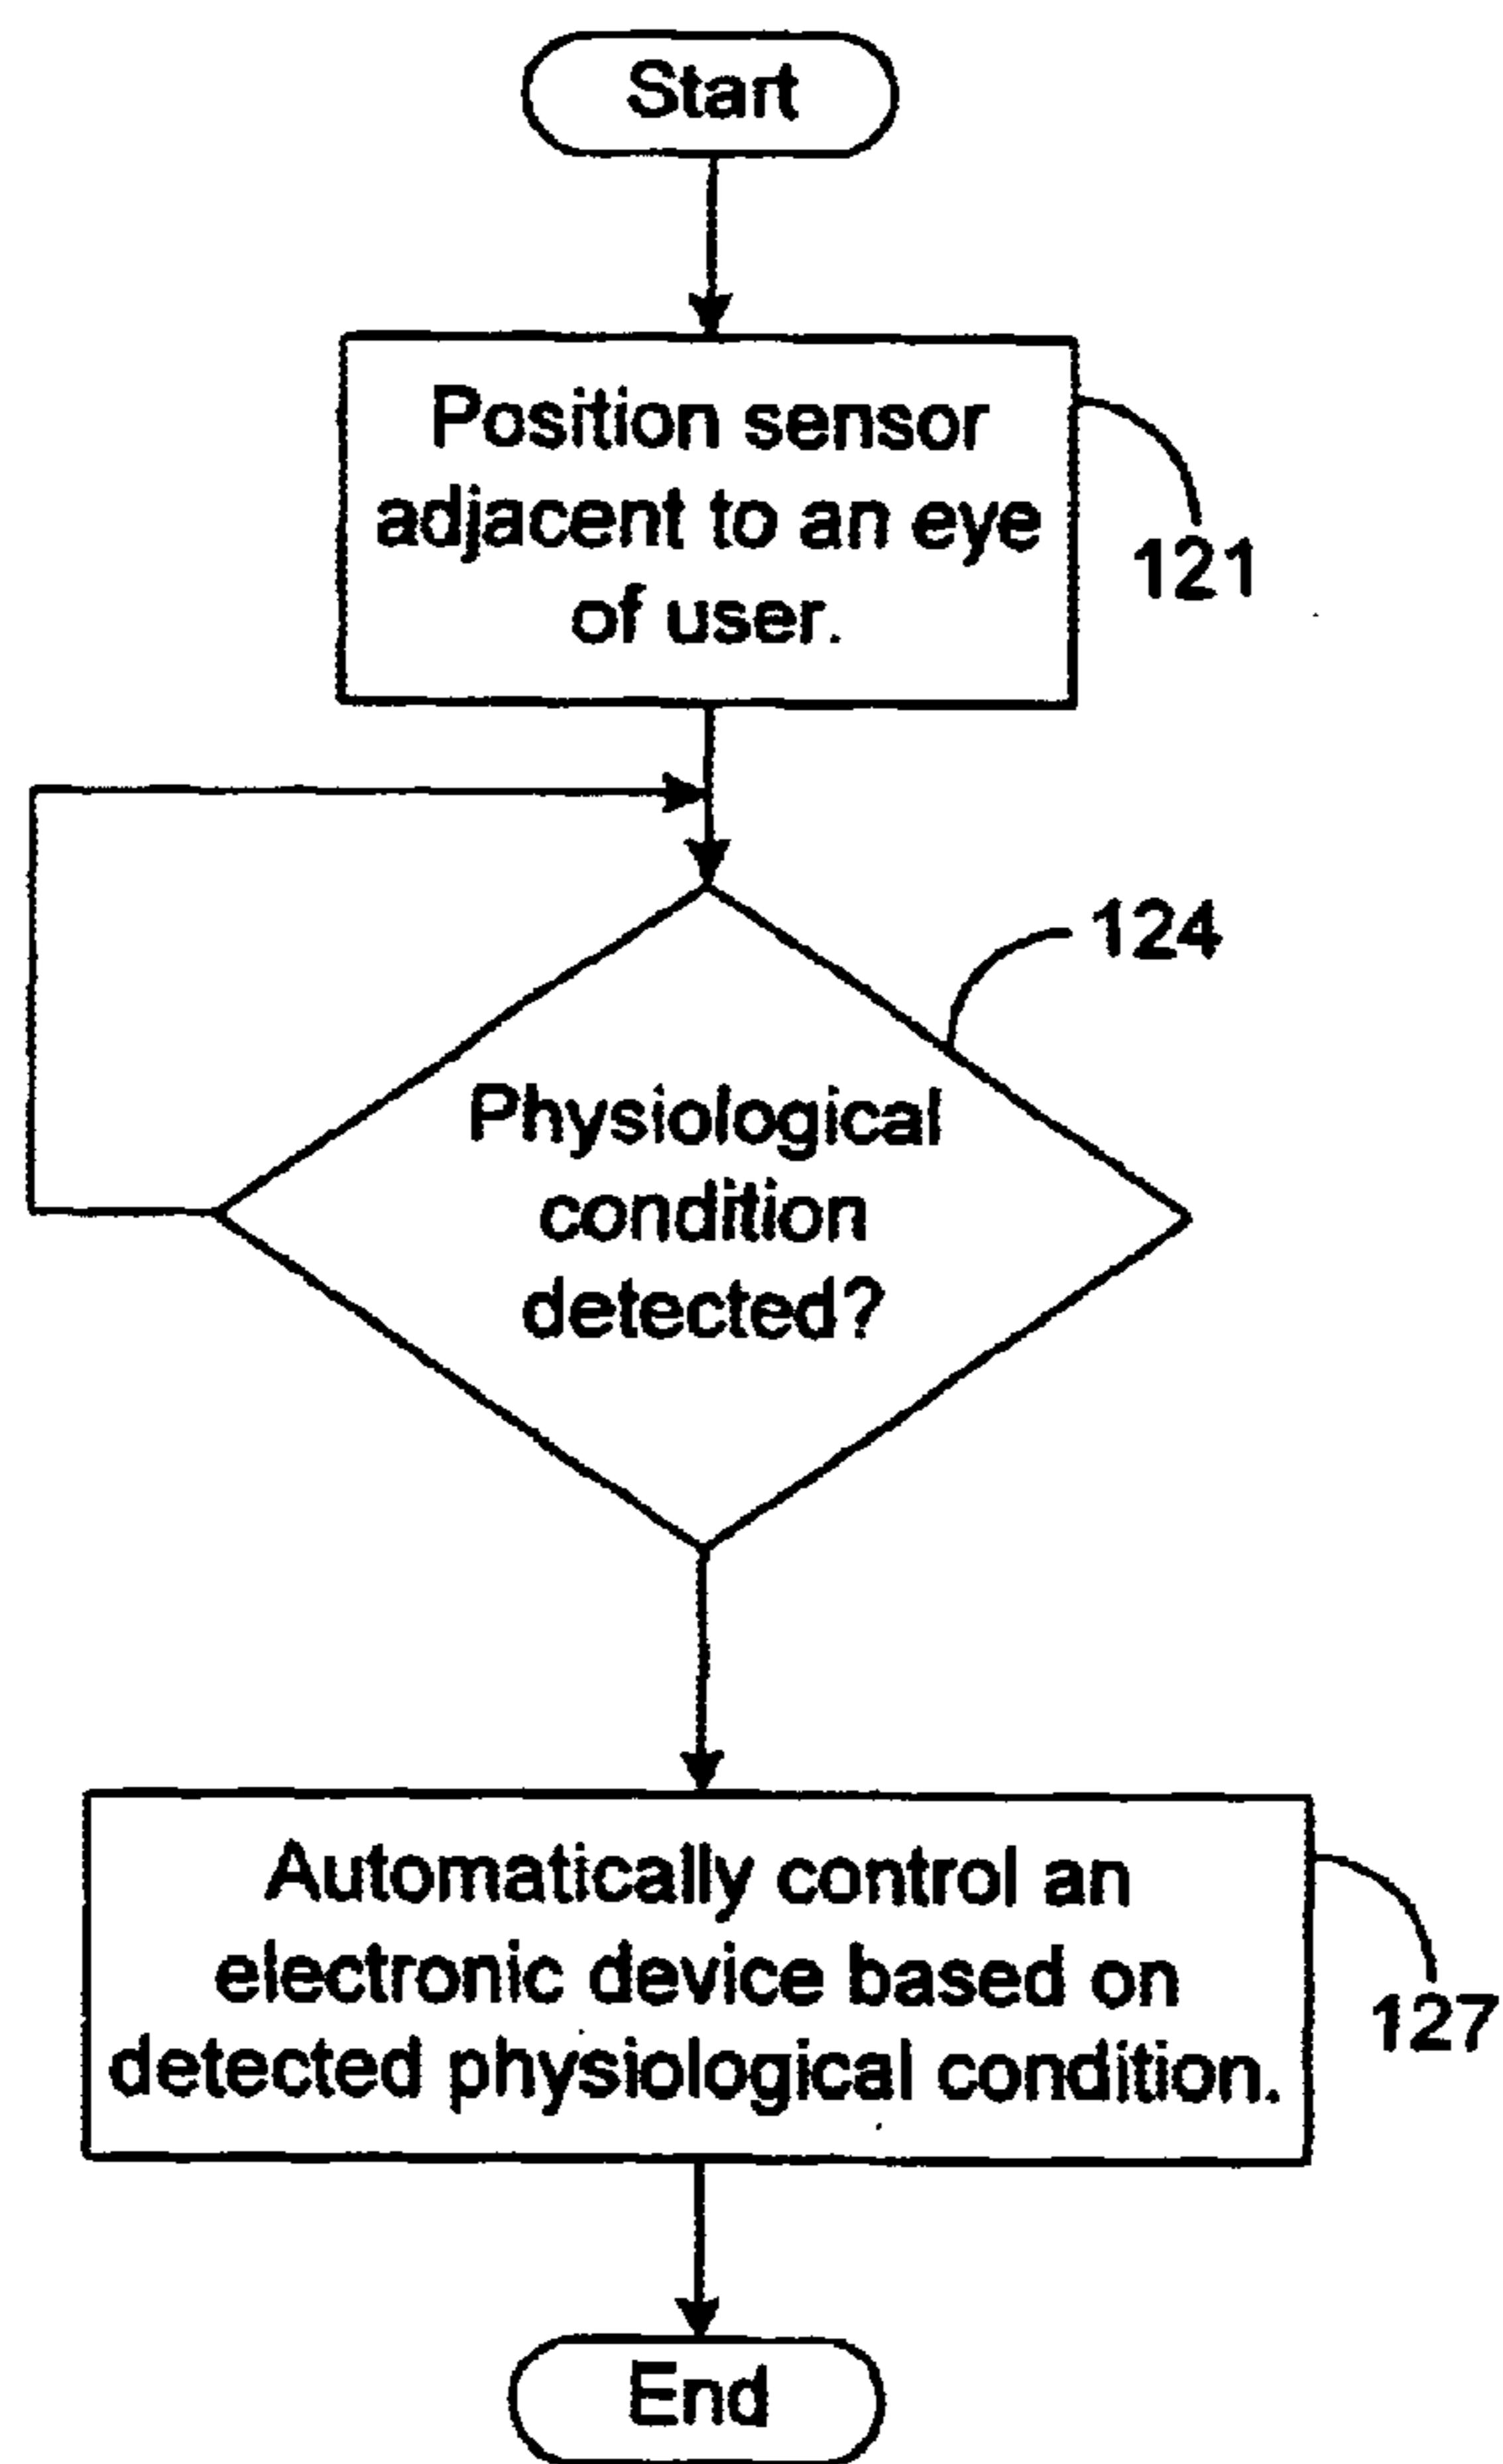 Start
Position sensor
adjacent to an eye
of user.
121
124
Physiological
condition
detected?
Automatically control an
electronic device based on
detected physiological condition.
127
End